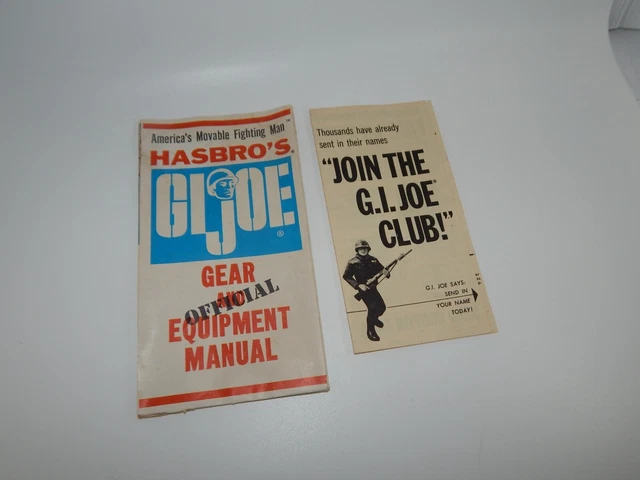 America's Movable Fighting Man™
HASBRO'S®
GI JOE
®
GEAR
AND
OFFICIAL
EQUIPMENT
MANUAL
Thousands have already
sent in their names
"JOIN THE
G.I. JOE®
CLUB!"
G.I. JOE SAYS:
SEND IN
YOUR NAME
TODAY!